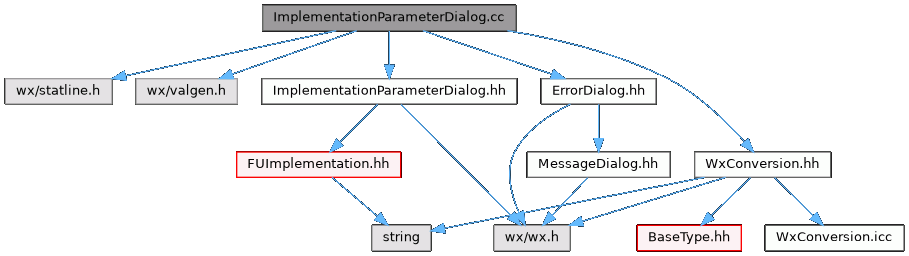 ImplementationParameterDialog.cc
wx/statline.h
wx/valgen.h
ImplementationParameterDialog.hh
ErrorDialog.hh
FUImplementation.hh
MessageDialog.hh
WxConversion.hh
string
wx/wx.h
BaseType.hh
WxConversion.icc